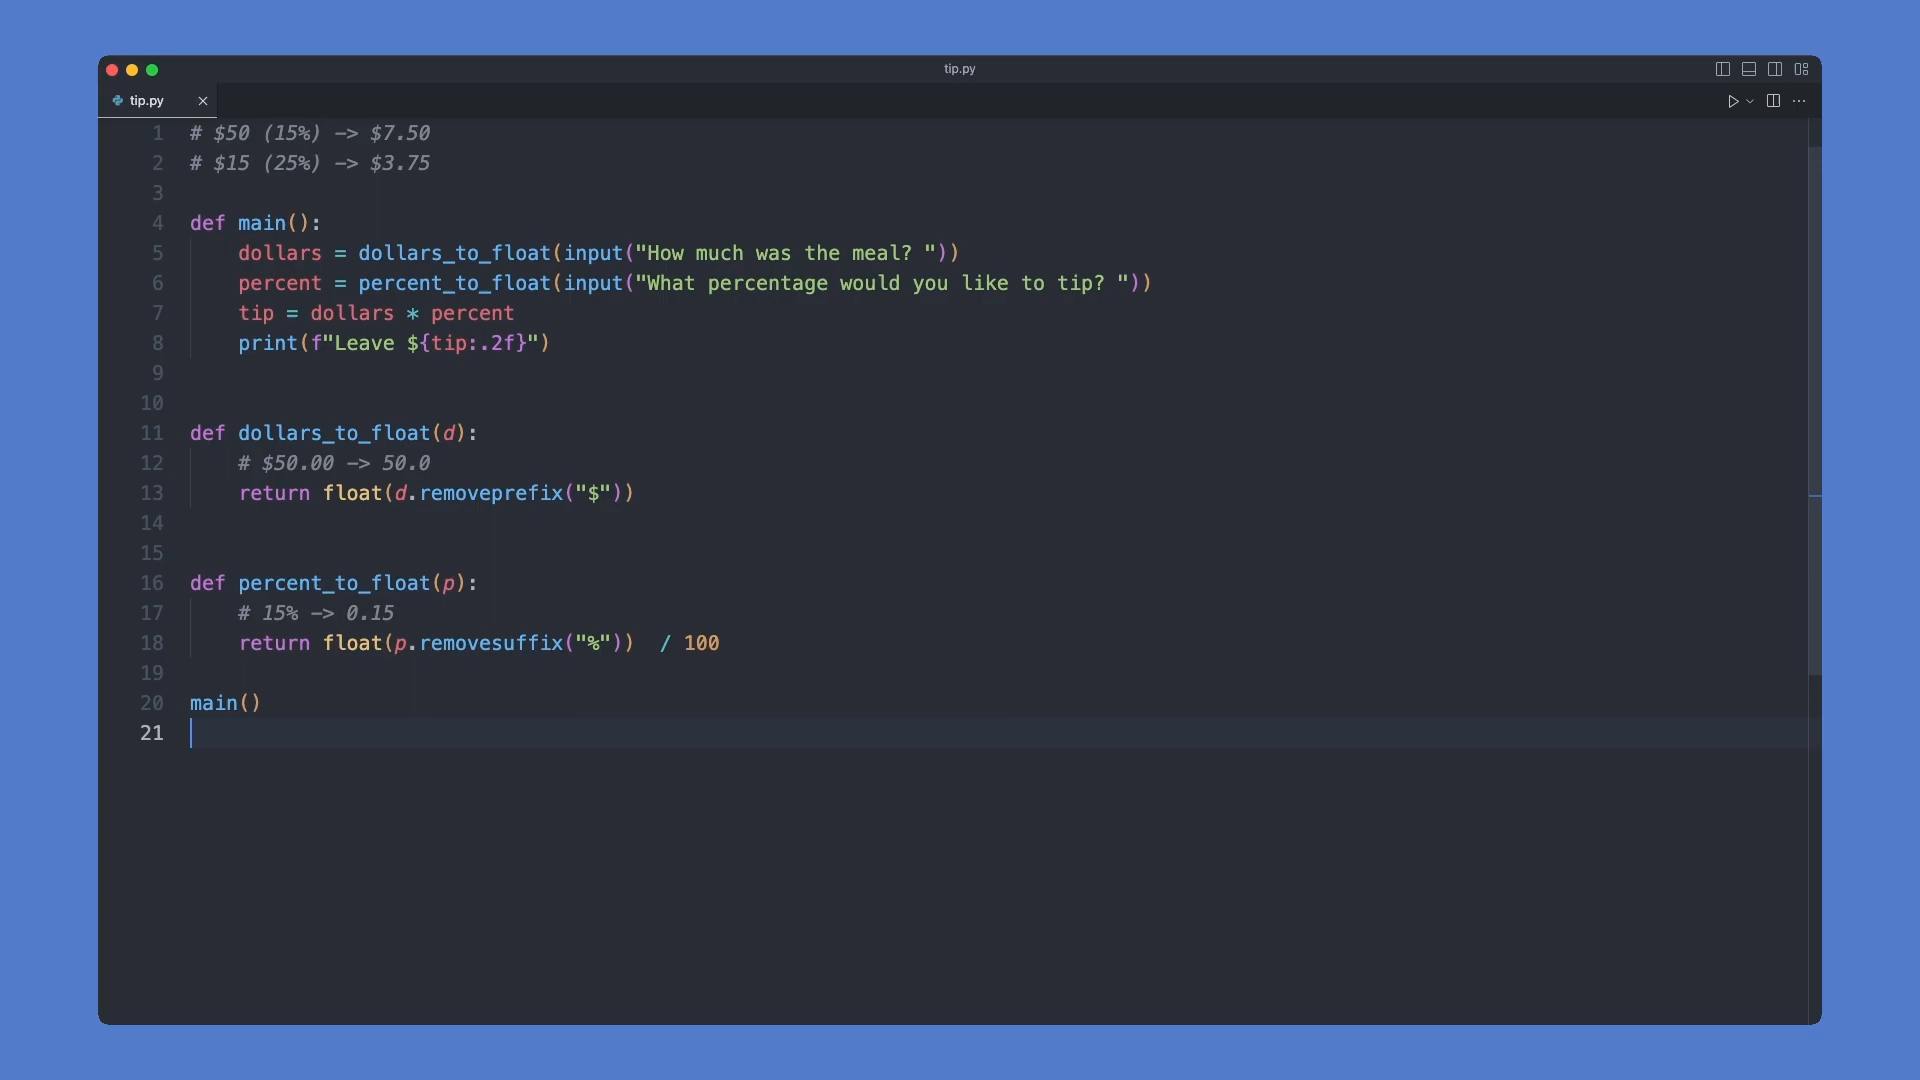 tip.py
tip.py
1 # $50 (15%) -> $7.50
2 # $15 (25%) -> $3.75
3
4 def main():
5     dollars = dollars_to_float(input("How much was the meal? "))
6     percent = percent_to_float(input("What percentage would you like to tip? "))
7     tip = dollars * percent
8     print(f"Leave ${tip:.2f}")
9
10
11 def dollars_to_float(d):
12     # $50.00 -> 50.0
13     return float(d.removeprefix("$"))
14
15
16 def percent_to_float(p):
17     # 15% -> 0.15
18     return float(p.removesuffix("%"))  / 100
19
20 main()
21